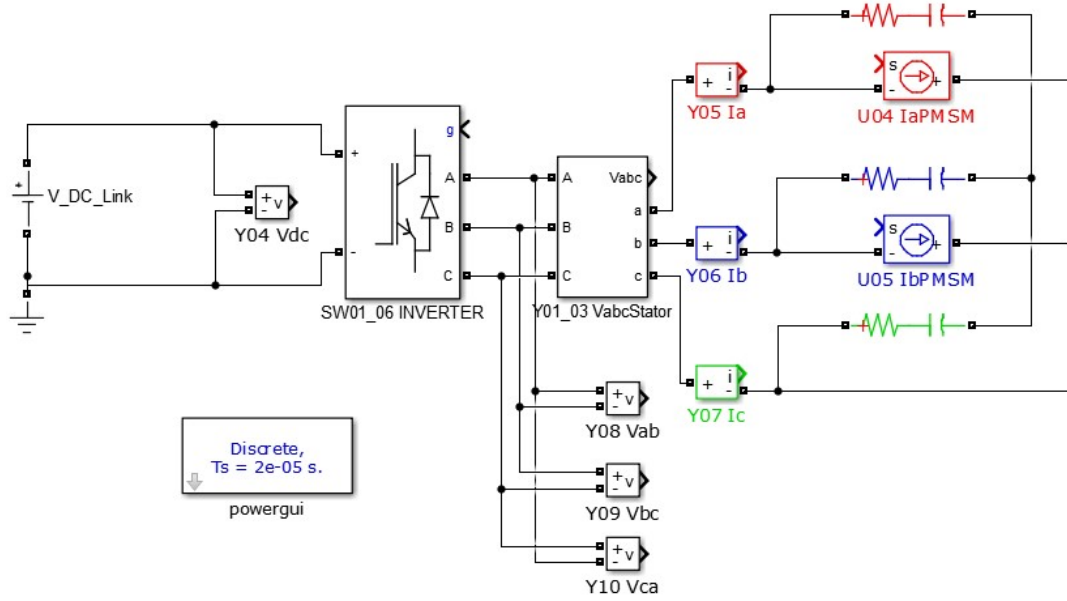 i
+
-
Y05 Ia
s
-
+
U04 IaPMSM
+
V_DC_Link
+
-
v
Y04 Vdc
g
+
-
A
B
C
SW01_06 INVERTER
A
B
C
Vabc
a
b
c
Y01_03 VabcStator
i
+
-
Y06 Ib
s
-
+
U05 IbPMSM
i
+
-
Y07 Ic
+
-
v
Y08 Vab
+
-
v
Y09 Vbc
+
-
v
Y10 Vca
Discrete,
Ts = 2e-05 s.
powergui